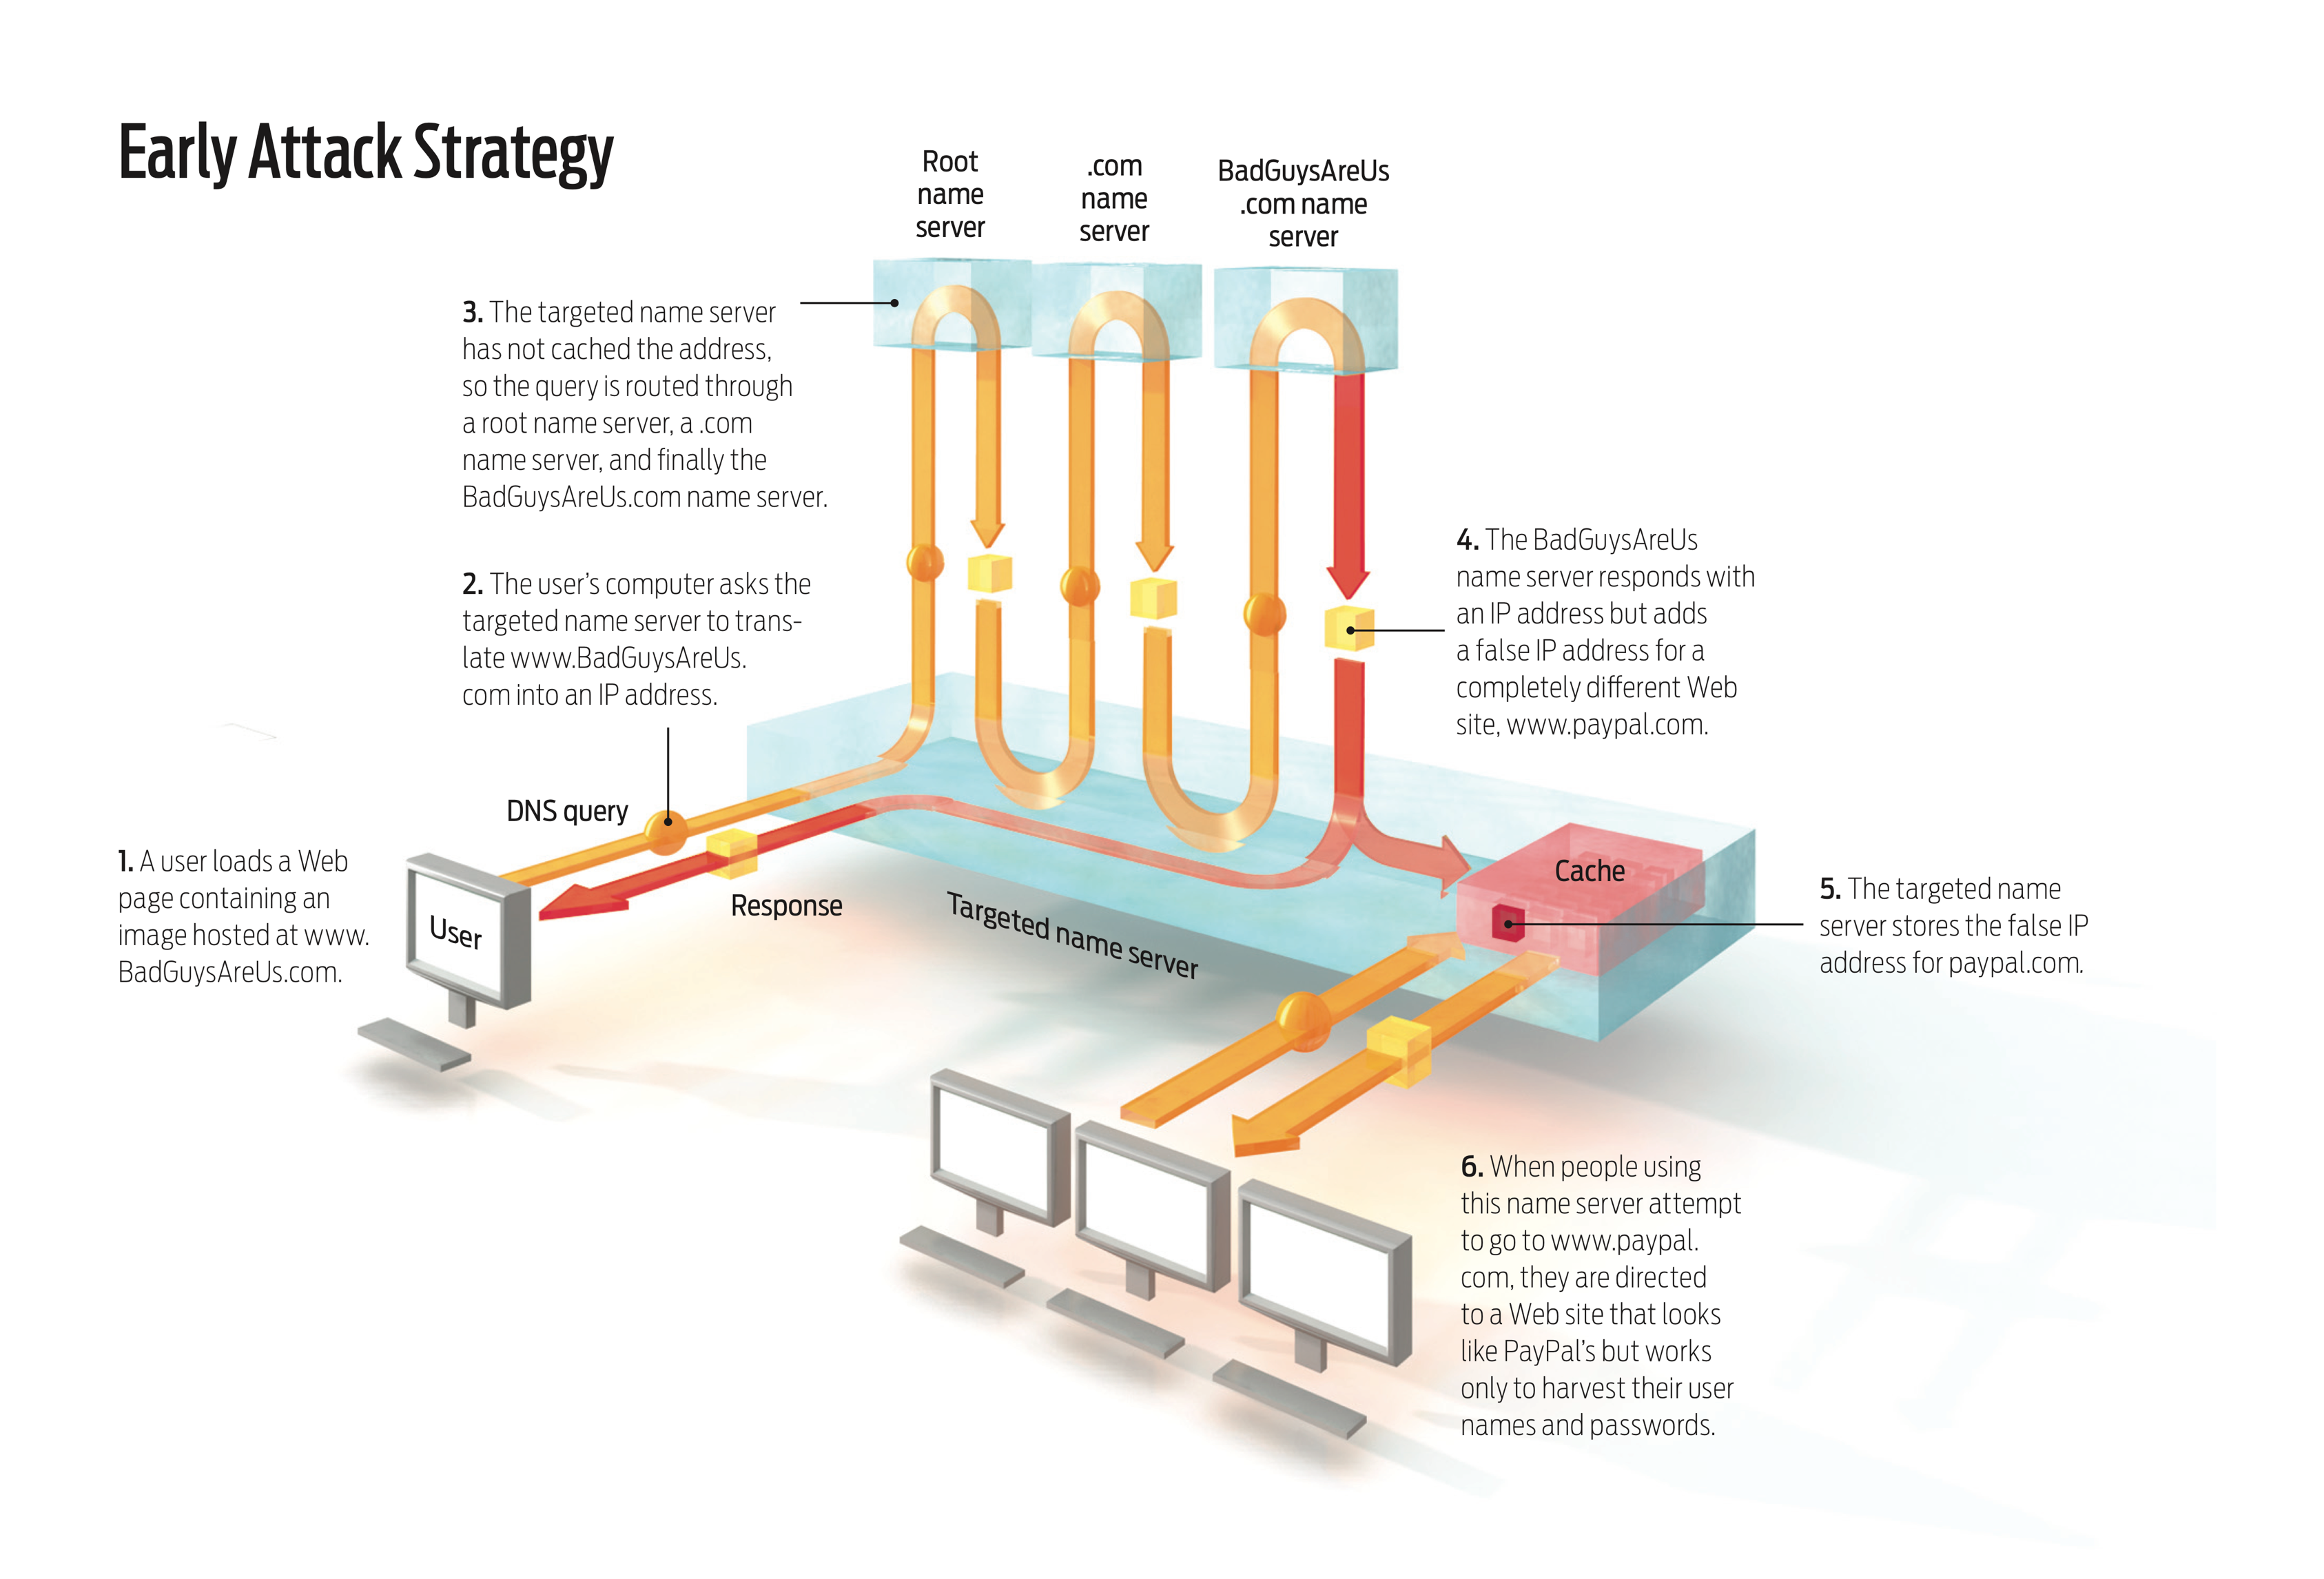 Early Attack Strategy
Root
name
server
.com
name
server
BadGuysAreUs
.com name
server
3. The targeted name server
has not cached the address,
so the query is routed through
a root name server, a .com
name server, and finally the
BadGuysAreUs.com name server.
2. The user’s computer asks the
targeted name server to trans-
late www.BadGuysAreUs.
com into an IP address.
4. The BadGuysAreUs
name server responds with
an IP address but adds
a false IP address for a
completely different Web
site, www.paypal.com.
DNS query
1. A user loads a Web
page containing an
image hosted at www.
BadGuysAreUs.com.
User
Response
Targeted name server
Cache
5. The targeted name
server stores the false IP
address for paypal.com.
6. When people using
this name server attempt
to go to www.paypal.
com, they are directed
to a Web site that looks
like PayPal’s but works
only to harvest their user
names and passwords.